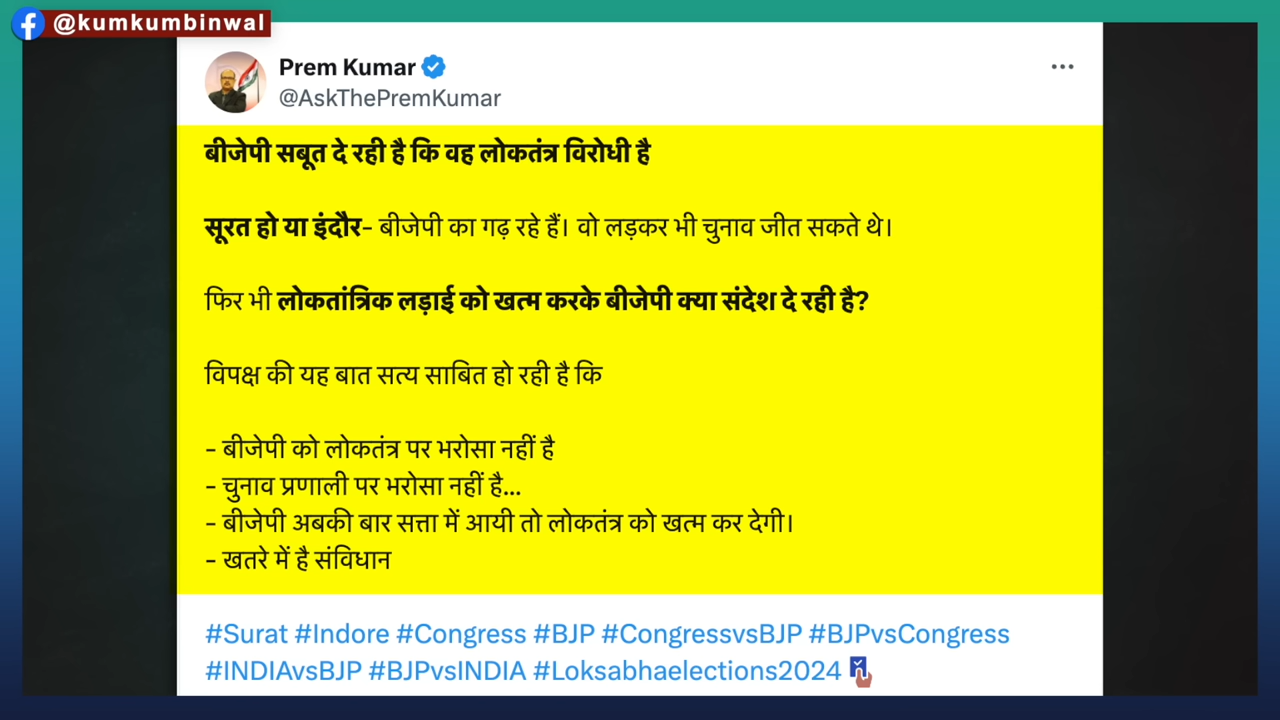 @kumkumbinwal
Prem Kumar
@AskThePremKumar
बीजेपी सबूत दे रही है कि वह लोकतंत्र विरोधी है
सूरत हो या इंदौर- बीजेपी का गढ़ रहे हैं। वो लड़कर भी चुनाव जीत सकते थे।
फिर भी लोकतांत्रिक लड़ाई को खत्म करके बीजेपी क्या संदेश दे रही है?
विपक्ष की यह बात सत्य साबित हो रही है कि
- बीजेपी को लोकतंत्र पर भरोसा नहीं है
- चुनाव प्रणाली पर भरोसा नहीं है...
- बीजेपी अबकी बार सत्ता में आयी तो लोकतंत्र को खत्म कर देगी।
- खतरे में है संविधान
#Surat #Indore #Congress #BJP #CongressvsBJP #BJPvsCongress
#INDIAvsBJP #BJPvsINDIA #Loksabhaelections2024